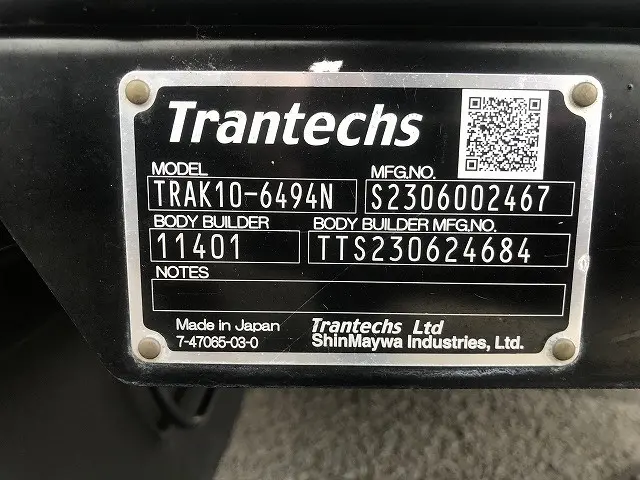 Trantechs
MODEL MFG.NO.
TRAK10-6494N S2306002467
BODY BUILDER BODY BUILDER MFG.NO.
11401 TTS230624684
NOTES
Made in Japan Trantechs Ltd
7-47065-03-0 ShinMaywa Industries, Ltd.